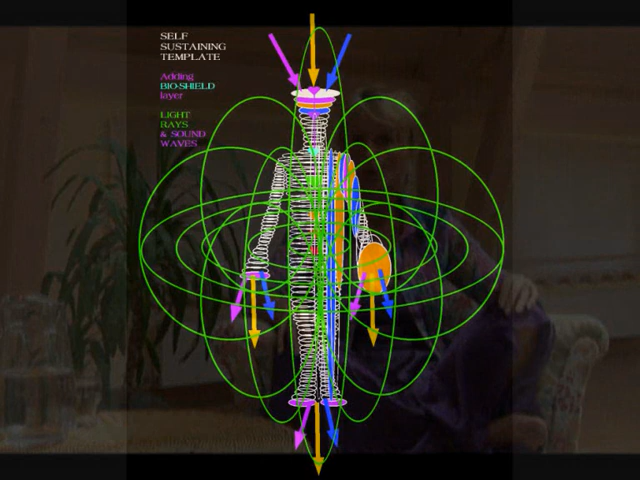 SELF
SUSTAINING
TEMPLATE
Adding
BIO-SHIELD
layer
LIGHT
RAYS
& SOUND
WAVES